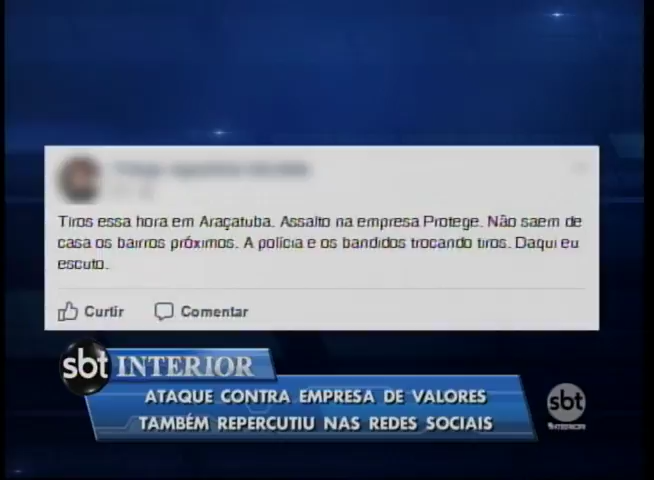 Tiros essa hora em Araçatuba. Assalto na empresa Protege. Não saem de
casa os bairros próximos. A polícia e os bandidos trocando tiros. Daqui eu
escuto.
Curtir Comentar
sbt INTERIOR
ATAQUE CONTRA EMPRESA DE VALORES
TAMBÉM REPERCUTIU NAS REDES SOCIAIS
sbt
INTERIOR